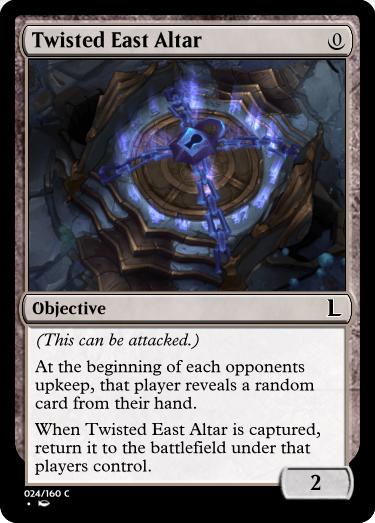 Twisted East Altar 0
Objective L
(This can be attacked.)
At the beginning of each opponents
upkeep, that player reveals a random
card from their hand.
When Twisted East Altar is captured,
return it to the battlefield under that
players control.
2
024/160 C